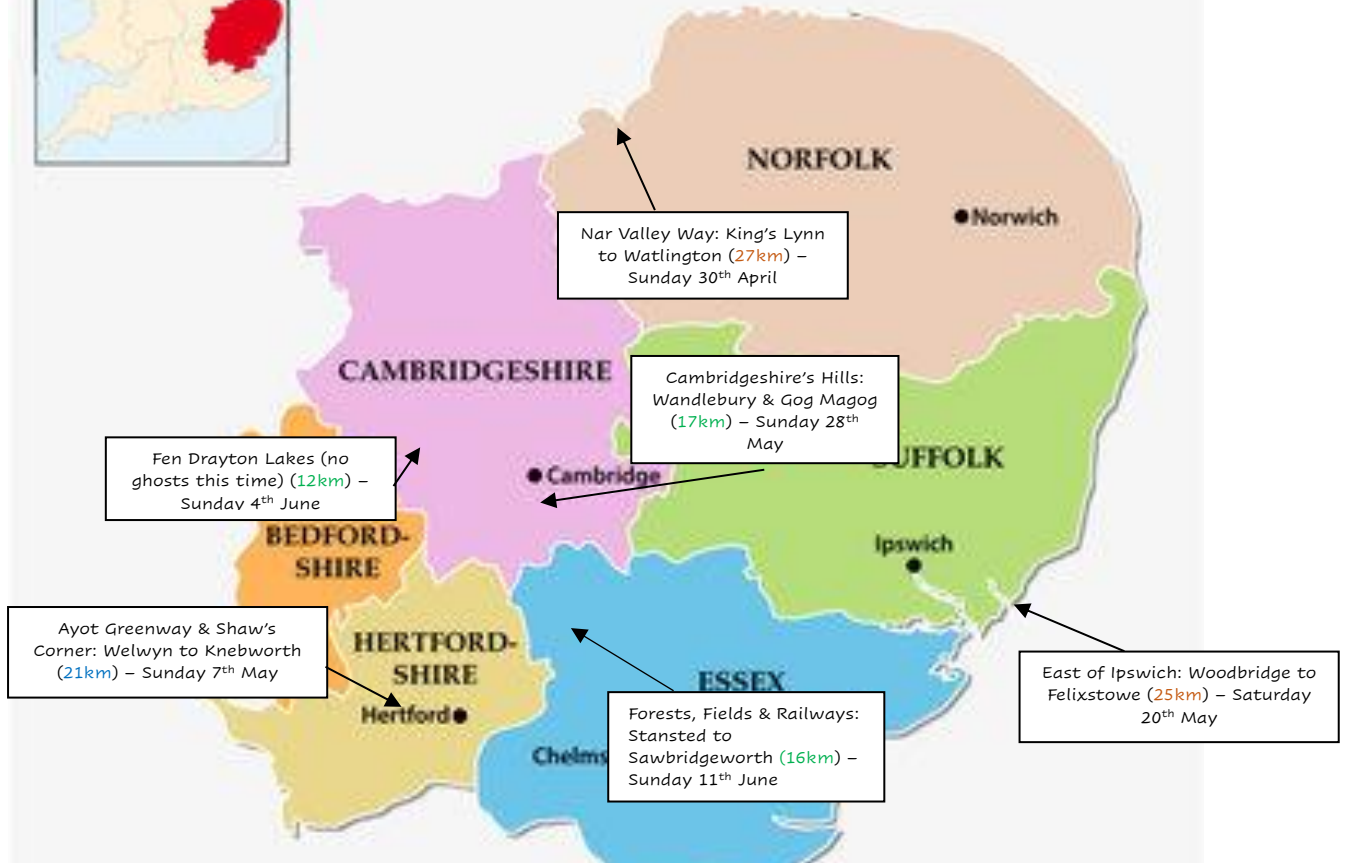 NORFOLK
Norwich
Nar Valley Way: King's Lynn
to Watlington (27km) –
Sunday 30th April
CAMBRIDGESHIRE
Cambridgeshire's Hills:
Wandlebury & Gog Magog
(17km) – Sunday 28th
May
SUFFOLK
Fen Drayton Lakes (no
ghosts this time) (12km) –
Sunday 4th June
Cambridge
BEDFORD-
SHIRE
Ipswich
Ayot Greenway & Shaw's
Corner: Welwyn to Knebworth
(21km) – Sunday 7th May
HERTFORD-
SHIRE
Hertford
ESSEX
East of Ipswich: Woodbridge to
Felixstowe (25km) – Saturday
20th May
Forests, Fields & Railways:
Stansted to
Sawbridgeworth (16km) –
Sunday 11th June
Chelms